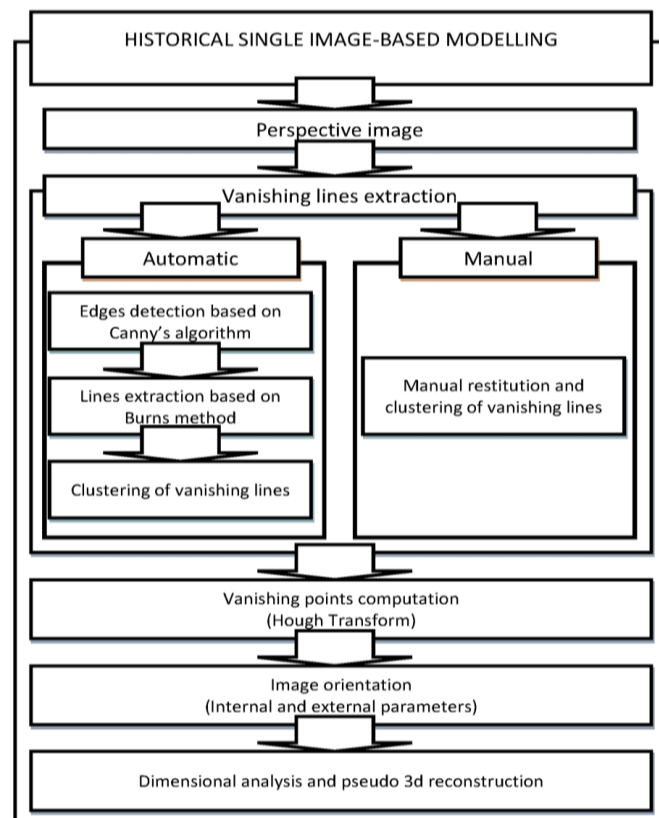 HISTORICAL SINGLE IMAGE-BASED MODELLING
Perspective image
Vanishing lines extraction
Automatic
Edges detection based on
Canny's algorithm
Lines extraction based on
Burns method
Clustering of vanishing lines
Manual
Manual restitution and
clustering of vanishing lines
Vanishing points computation
(Hough Transform)
Image orientation
(Internal and external parameters)
Dimensional analysis and pseudo 3d reconstruction